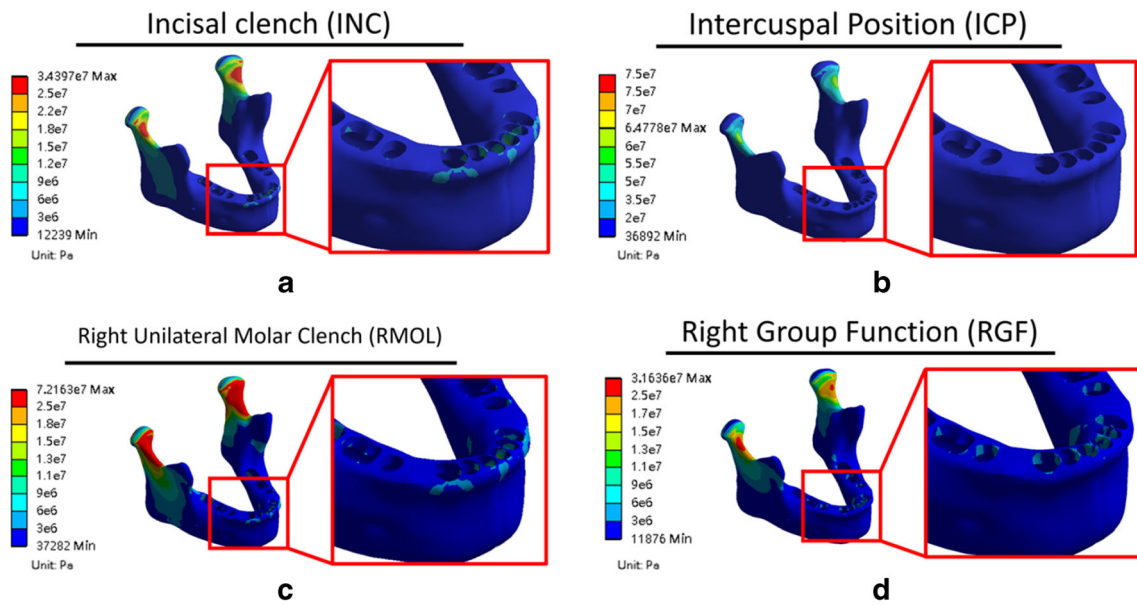 Incisal clench (INC)
3.4397e7 Max
2.5e7
2.2e7
1.8e7
1.5e7
1.2e7
9e6
6e6
3e6
12239 Min
Unit: Pa
a
Intercuspal Position (ICP)
7.5e7
7.5e7
7e7
6.4778e7 Max
6e7
5.5e7
5e7
3.5e7
2e7
36892 Min
Unit: Pa
b
Right Unilateral Molar Clench (RMOL)
7.2163e7 Max
2.5e7
1.8e7
1.5e7
1.3e7
1.1e7
9e6
6e6
3e6
37282 Min
Unit: Pa
c
Right Group Function (RGF)
3.1636e7 Max
2.5e7
1.7e7
1.5e7
1.3e7
1.1e7
9e6
6e6
3e6
11876 Min
Unit: Pa
d